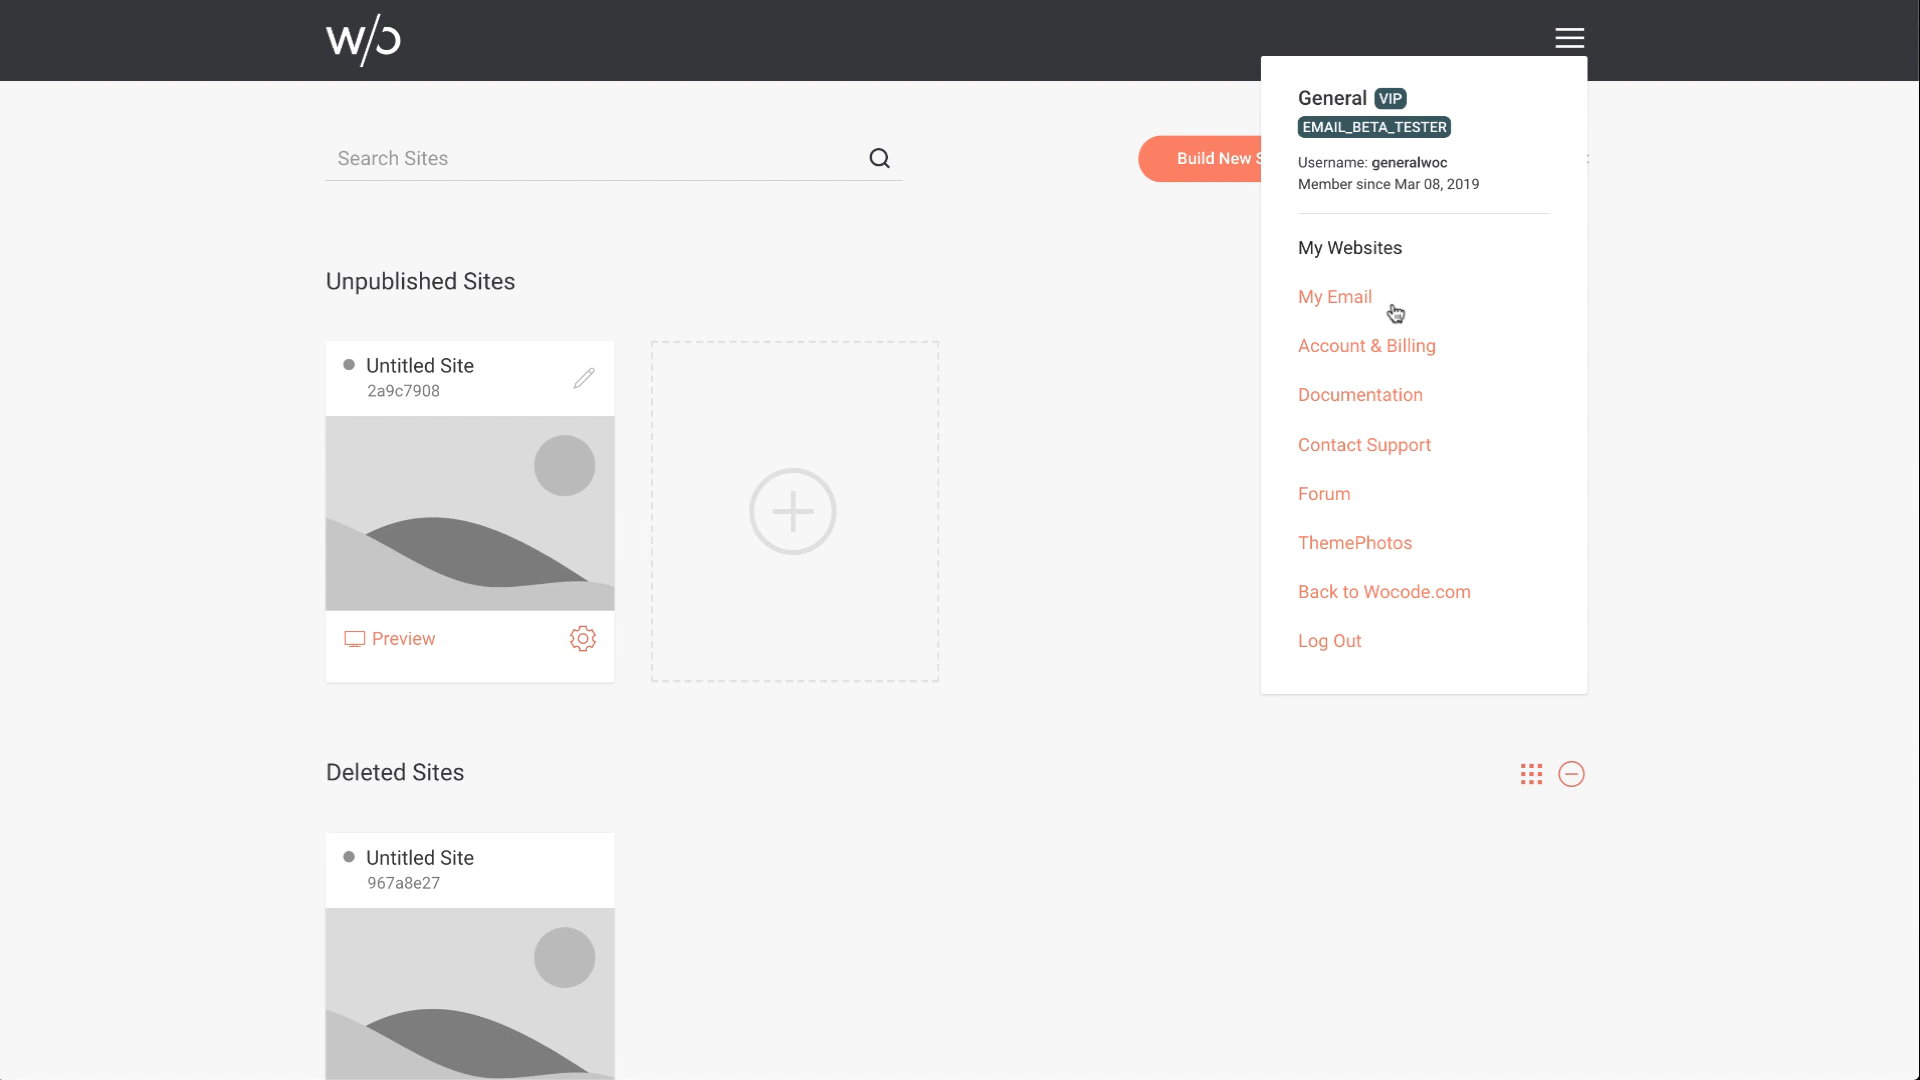 W/C
Search Sites
Build New S
General VIP
EMAIL_BETA_TESTER
Username: generalwoc
Member since Mar 08, 2019
My Websites
My Email
Account & Billing
Documentation
Contact Support
Forum
ThemePhotos
Back to Wocode.com
Log Out
Unpublished Sites
Untitled Site
2a9c7908
Preview
Deleted Sites
Untitled Site
967a8e27